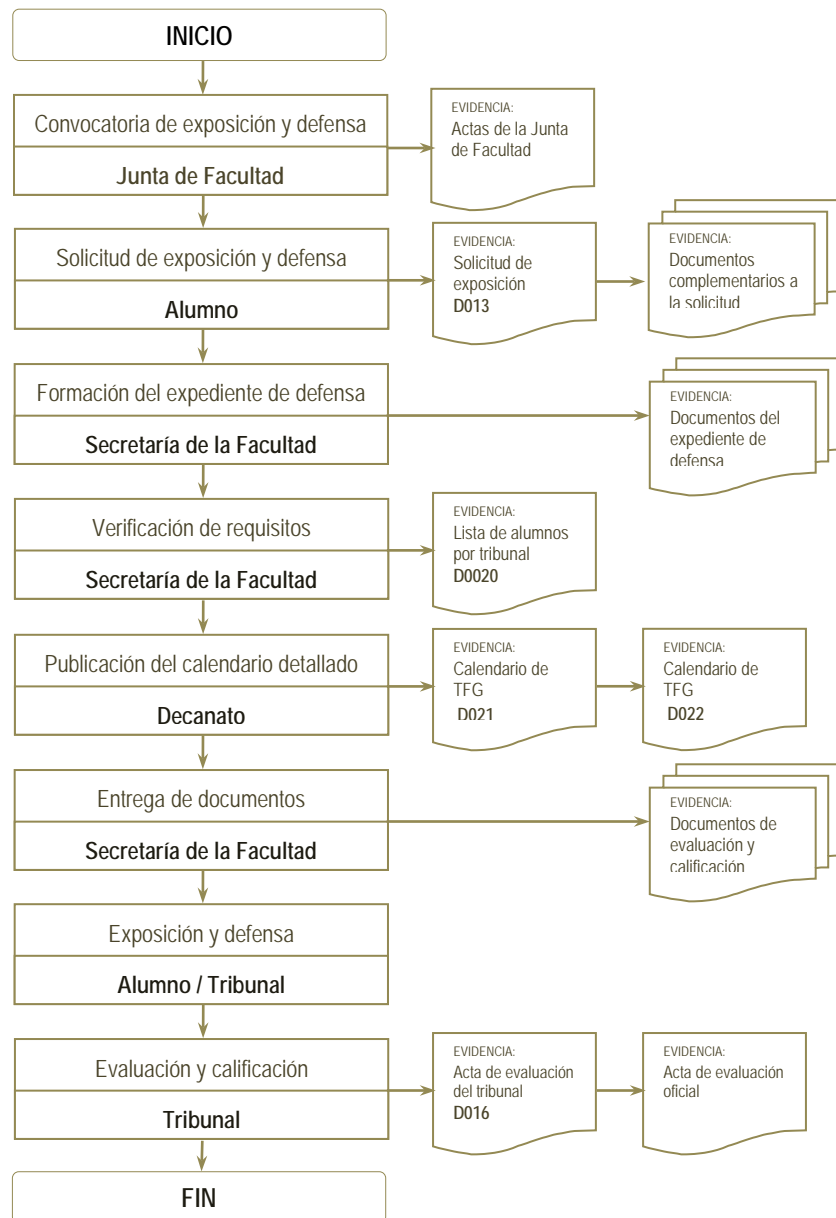 INICIO
Convocatoria de exposición y defensa
Junta de Facultad
EVIDENCIA:
Actas de la Junta
de Facultad
Solicitud de exposición y defensa
Alumno
EVIDENCIA:
Solicitud de
exposición
D013
EVIDENCIA:
Documentos
complementarios a
la solicitud
Formación del expediente de defensa
Secretaría de la Facultad
EVIDENCIA:
Documentos del
expediente de
defensa
Verificación de requisitos
Secretaría de la Facultad
EVIDENCIA:
Lista de alumnos
por tribunal
D0020
Publicación del calendario detallado
Decanato
EVIDENCIA:
Calendario de
TFG
D021
EVIDENCIA:
Calendario de
TFG
D022
Entrega de documentos
Secretaría de la Facultad
EVIDENCIA:
Documentos de
evaluación y
calificación
Exposición y defensa
Alumno / Tribunal
Evaluación y calificación
Tribunal
EVIDENCIA:
Acta de evaluación
del tribunal
D016
EVIDENCIA:
Acta de evaluación
oficial
FIN